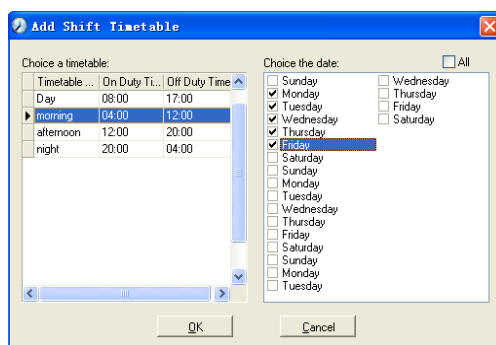 Add Shift Timetable
Choice a timetable:
Timetable ... On Duty Ti... Off Duty Time
Day 08:00 17:00
morning 04:00 12:00
afternoon 12:00 20:00
night 20:00 04:00
Choice the date:
All
Sunday
Monday
Tuesday
Wednesday
Thursday
Friday
Saturday
Sunday
Monday
Tuesday
Wednesday
Thursday
Friday
Saturday
Sunday
Monday
Tuesday
Wednesday
Thursday
Friday
Saturday
OK
Cancel